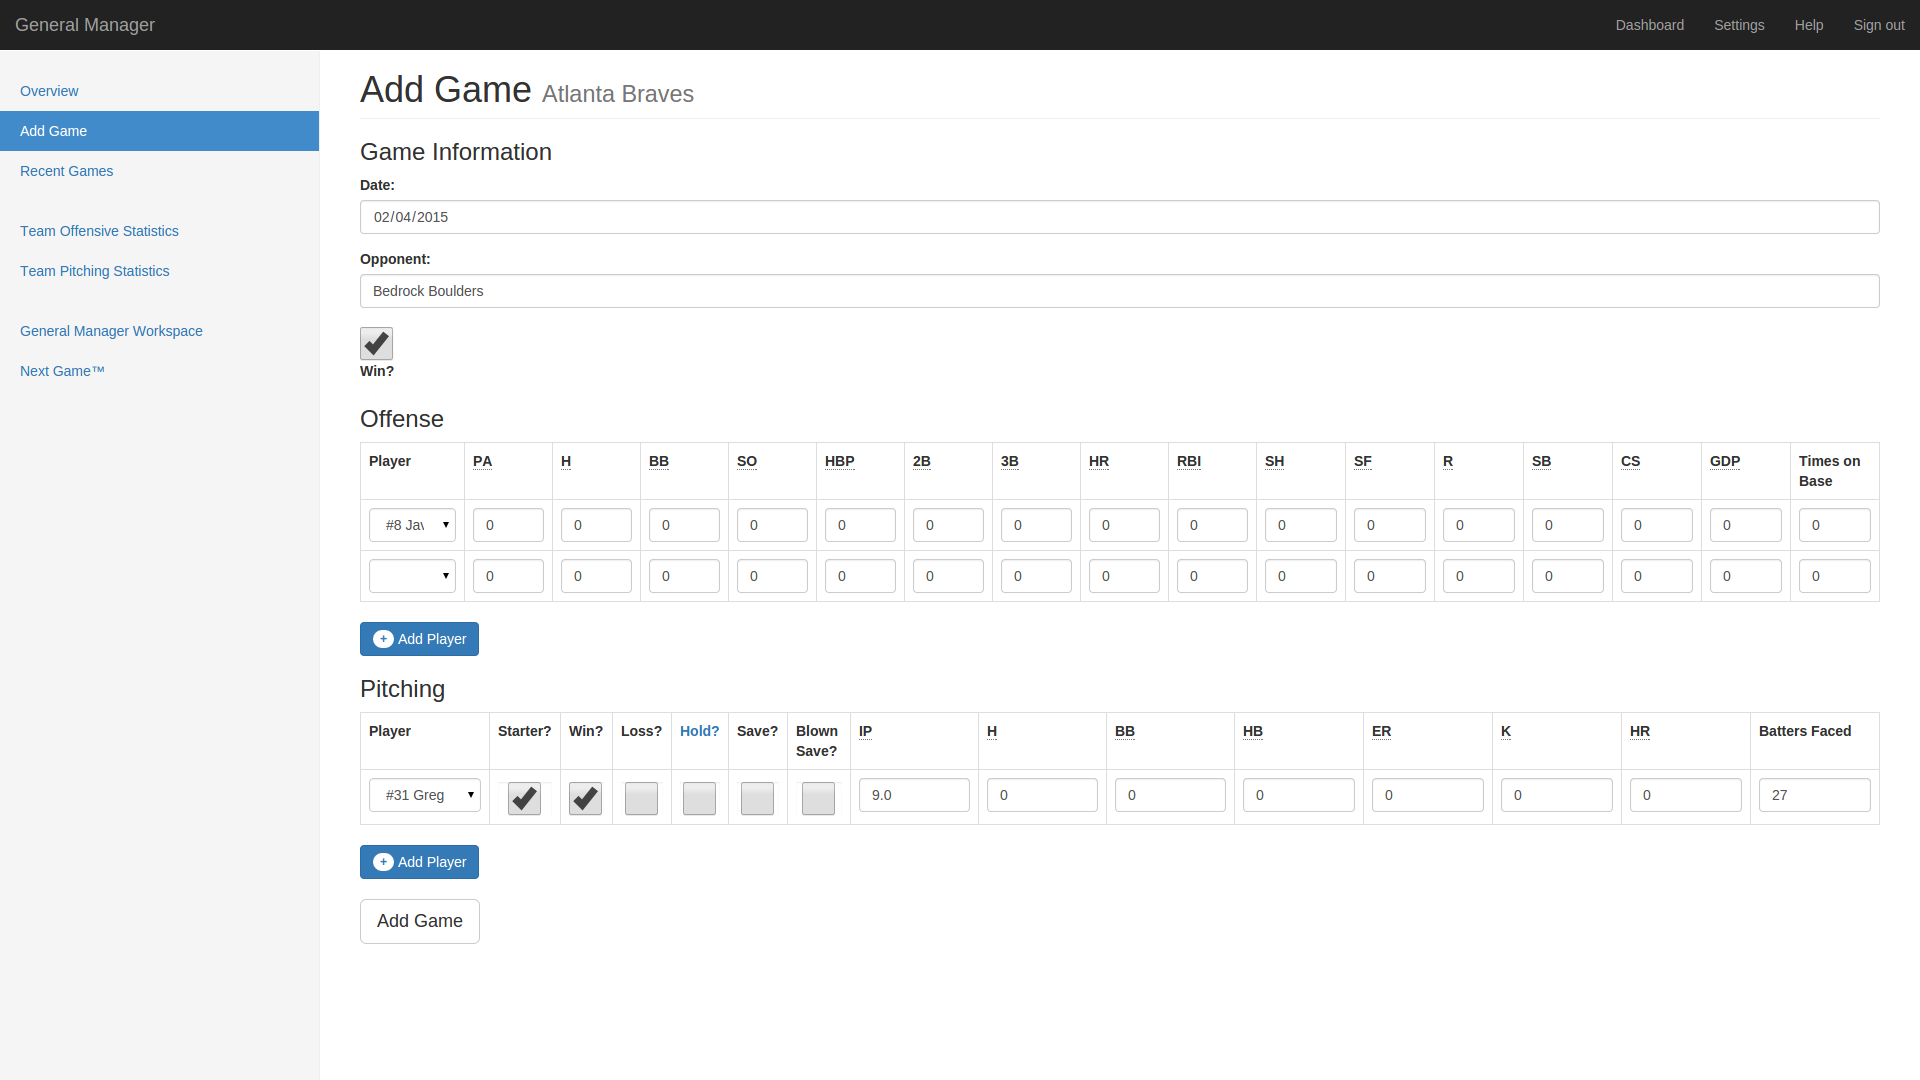 General Manager
Dashboard Settings Help Sign out
Overview
Add Game
Recent Games
Team Offensive Statistics
Team Pitching Statistics
General Manager Workspace
Next Game™
Add Game Atlanta Braves
Game Information
Date:
02/04/2015
Opponent:
Bedrock Boulders
Win?
Offense
Player PA H BB SO HBP 2B 3B HR RBI SH SF R SB CS GDP Times on Base
#8 Jav 0 0 0 0 0 0 0 0 0 0 0 0 0 0 0 0
0 0 0 0 0 0 0 0 0 0 0 0 0 0 0 0
+ Add Player
Pitching
Player Starter? Win? Loss? Hold? Save? Blown Save? IP H BB HB ER K HR Batters Faced
#31 Greg 9.0 0 0 0 0 0 0 27
+ Add Player
Add Game